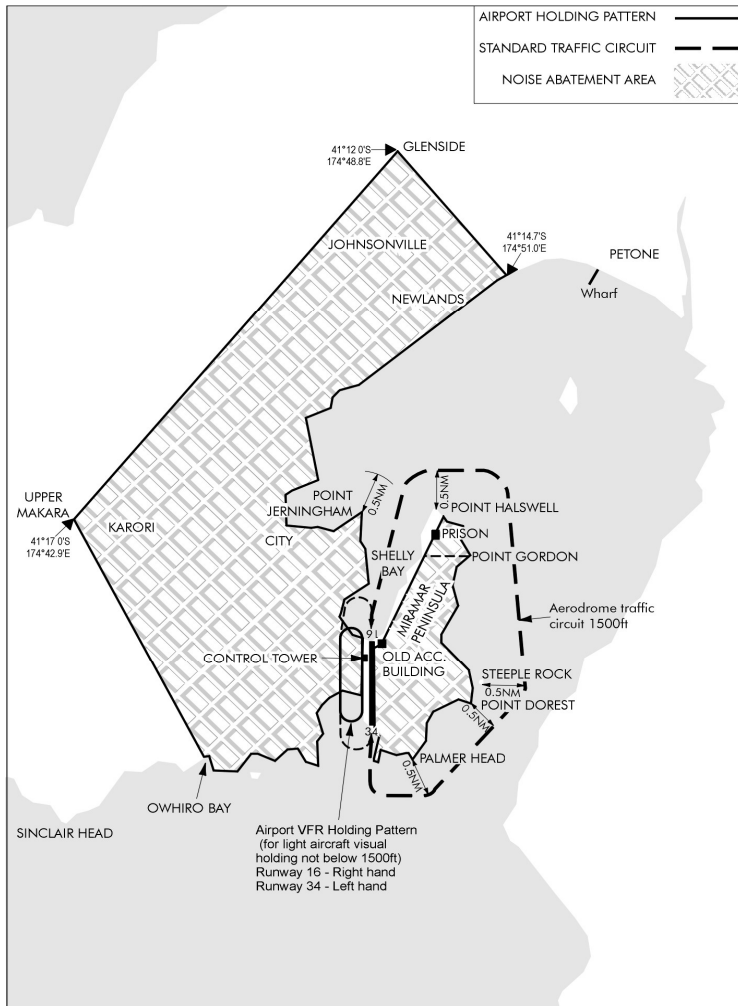 AIRPORT HOLDING PATTERN
STANDARD TRAFFIC CIRCUIT
NOISE ABATEMENT AREA
41°12 0'S
174°48.8'E
GLENSIDE
JOHNSONVILLE
41°14.7'S
174°51.0'E
PETONE
NEWLANDS
Wharf
UPPER
MAKARA
41°17 0'S
174°42.9'E
KARORI
POINT
JERNINGHAM
0.5NM
0.5NM
POINT HALSWELL
CITY
PRISON
SHELLY
BAY
POINT GORDON
MIRAMAR
PENINSULA
Aerodrome traffic
circuit 1500ft
16
CONTROL TOWER
OLD ACC.
BUILDING
STEEPLE ROCK
0.5NM
POINT DOREST
0.5NM
34
PALMER HEAD
0.5NM
OWHIRO BAY
SINCLAIR HEAD
Airport VFR Holding Pattern
(for light aircraft visual
holding not below 1500ft)
Runway 16 - Right hand
Runway 34 - Left hand